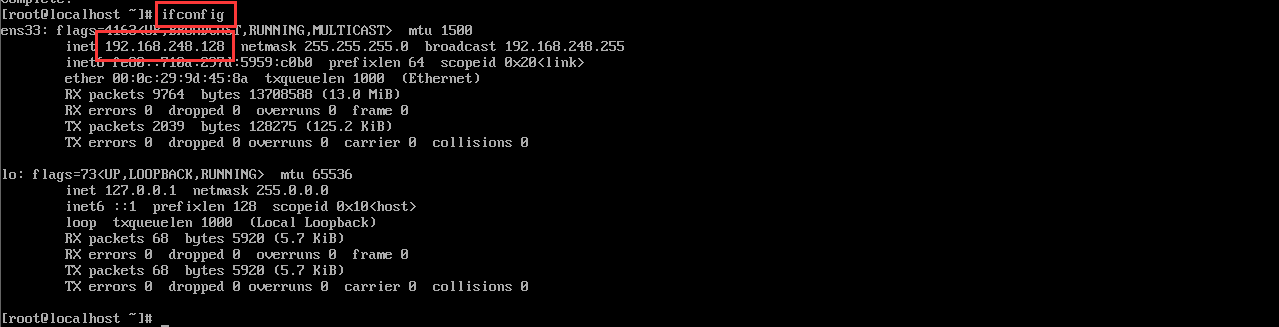 [root@localhost ~]# ifconfig
ens33: flags=4163<UP,BROADCAST,RUNNING,MULTICAST>  mtu 1500
        inet 192.168.248.128  netmask 255.255.255.0  broadcast 192.168.248.255
        inet6 fe80::710a:297d:5959:c0b0  prefixlen 64  scopeid 0x20<link>
        ether 00:0c:29:9d:45:8a  txqueuelen 1000  (Ethernet)
        RX packets 9764  bytes 13708588 (13.0 MiB)
        RX errors 0  dropped 0  overruns 0  frame 0
        TX packets 2039  bytes 128275 (125.2 KiB)
        TX errors 0  dropped 0 overruns 0  carrier 0  collisions 0

lo: flags=73<UP,LOOPBACK,RUNNING>  mtu 65536
        inet 127.0.0.1  netmask 255.0.0.0
        inet6 ::1  prefixlen 128  scopeid 0x10<host>
        loop  txqueuelen 1000  (Local Loopback)
        RX packets 68  bytes 5920 (5.7 KiB)
        RX errors 0  dropped 0  overruns 0  frame 0
        TX packets 68  bytes 5920 (5.7 KiB)
        TX errors 0  dropped 0 overruns 0  carrier 0  collisions 0

[root@localhost ~]#